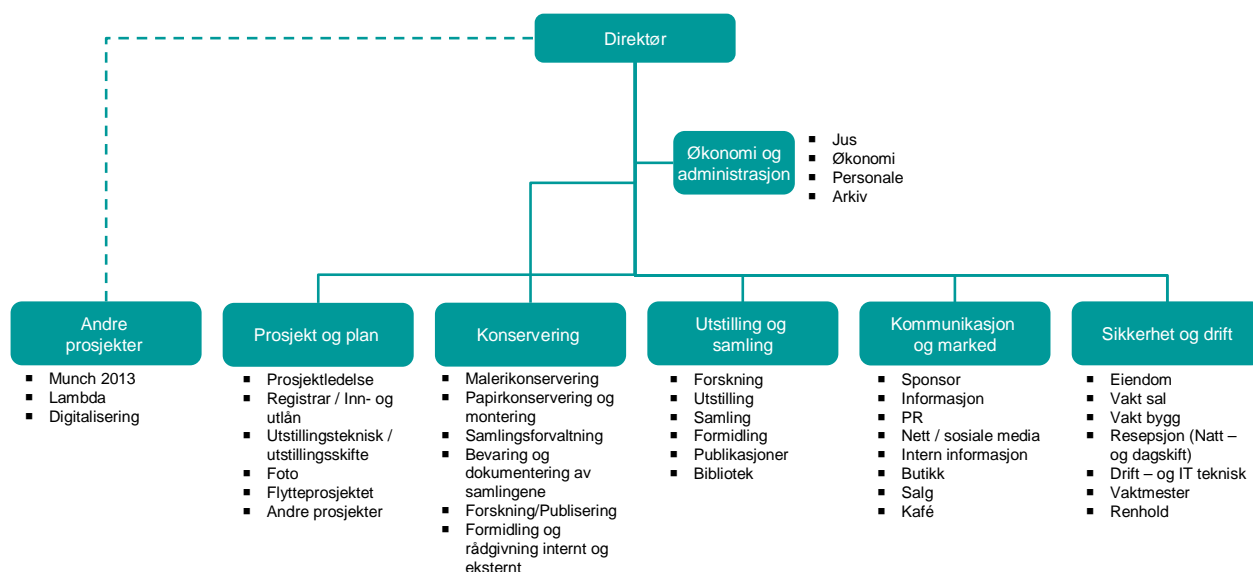 Direktør
Økonomi og
administrasjon
▪ Jus
▪ Økonomi
▪ Personale
▪ Arkiv
Andre
prosjekter
▪ Munch 2013
▪ Lambda
▪ Digitalisering
Prosjekt og plan
▪ Prosjektledelse
▪ Registrar / Inn- og
utlån
▪ Utstillingsteknisk /
utstillingsskifte
▪ Foto
▪ Flytteprosjektet
▪ Andre prosjekter
Konservering
▪ Malerikonservering
▪ Papirkonservering og
montering
▪ Samlingsforvaltning
▪ Bevaring og
dokumentering av
samlingene
▪ Forskning/Publisering
▪ Formidling og
rådgivning internt og
eksternt
Utstilling og
samling
▪ Forskning
▪ Utstilling
▪ Samling
▪ Formidling
▪ Publikasjoner
▪ Bibliotek
Kommunikasjon
og marked
▪ Sponsor
▪ Informasjon
▪ PR
▪ Nett / sosiale media
▪ Intern informasjon
▪ Butikk
▪ Salg
▪ Kafé
Sikkerhet og drift
▪ Eiendom
▪ Vakt sal
▪ Vakt bygg
▪ Resepsjon (Natt –
og dagskift)
▪ Drift – og IT teknisk
▪ Vaktmester
▪ Renhold